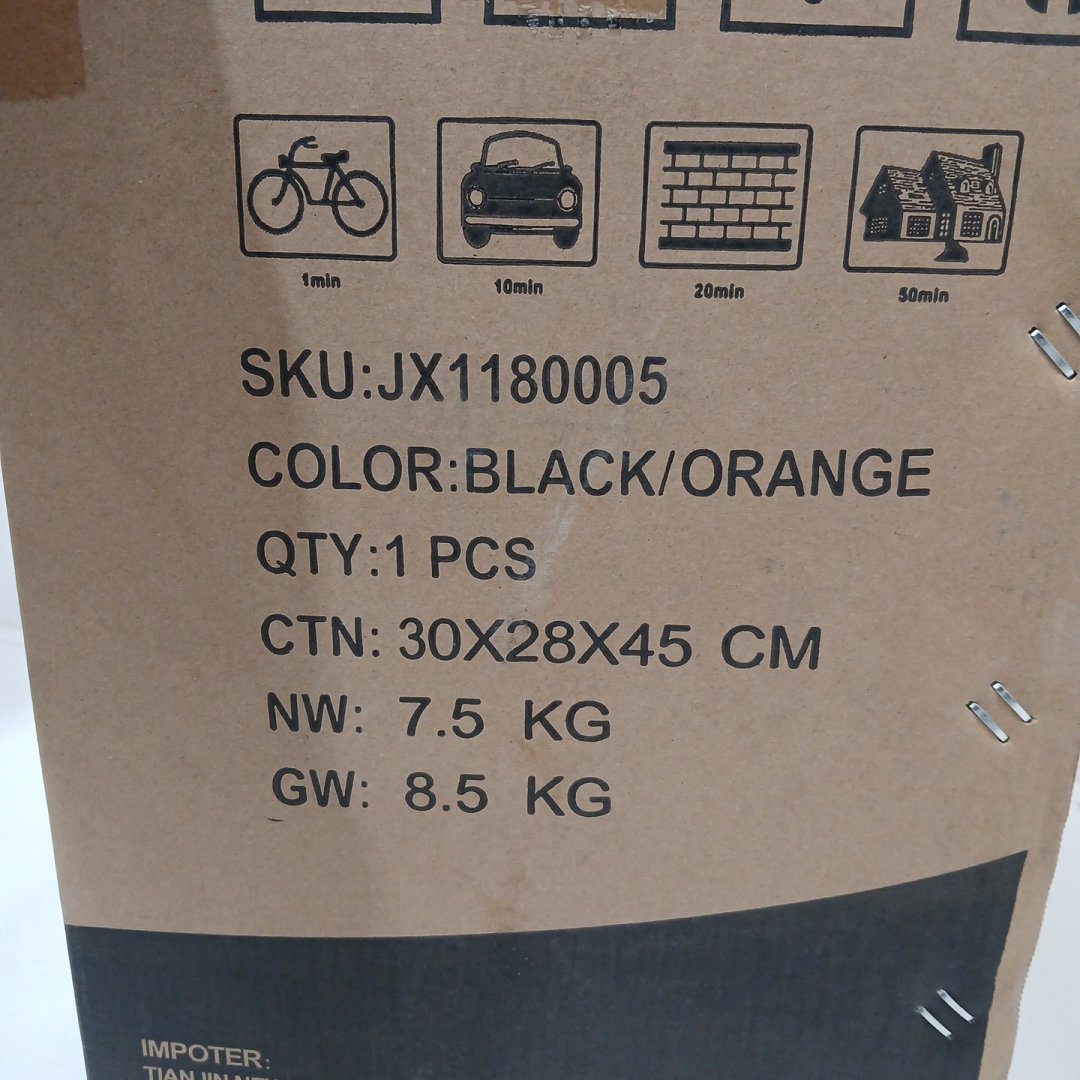 1min 10min 20min 50min
SKU:JX1180005
COLOR:BLACK/ORANGE
QTY:1 PCS
CTN: 30X28X45 CM
NW: 7.5 KG
GW: 8.5 KG
IMPOTER:
TIANJIN